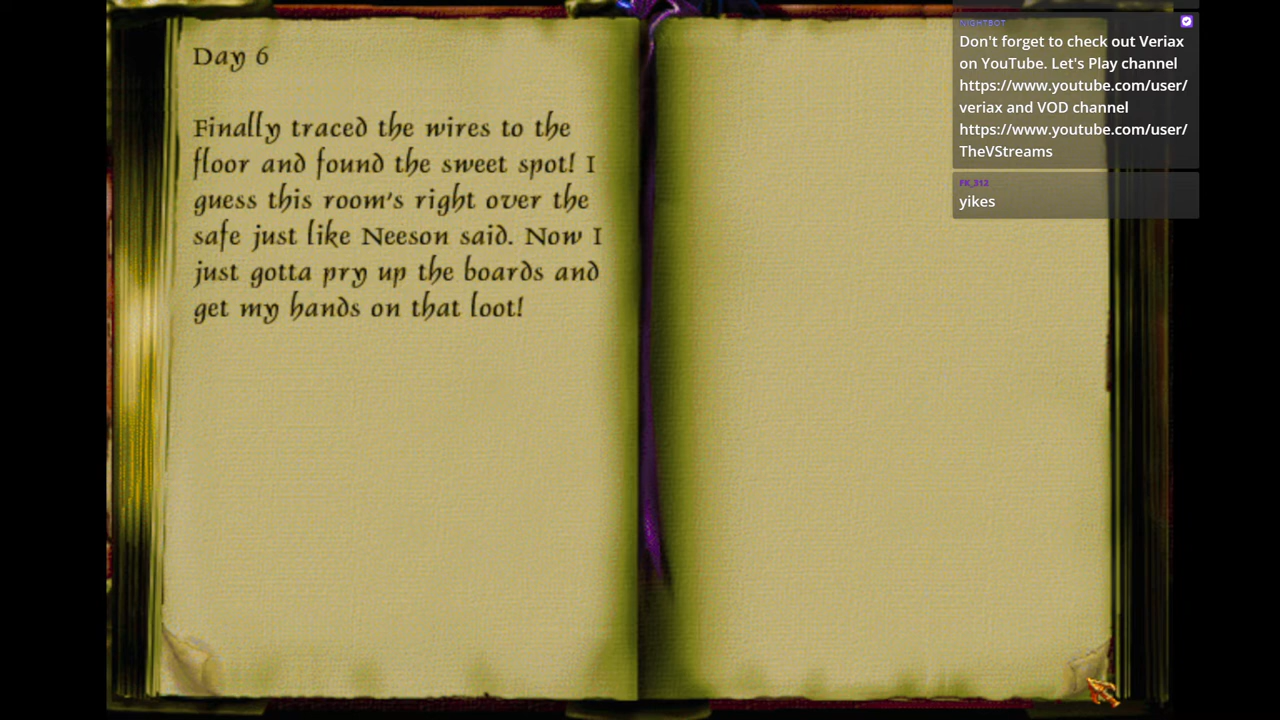 Day 6
Finally traced the wires to the
floor and found the sweet spot! I
guess this room's right over the
safe just like Neeson said. Now I
just gotta pry up the boards and
get my hands on that loot!
NIGHTBOT
Don't forget to check out Veriax
on YouTube. Let's Play channel
https://www.youtube.com/user/
veriax and VOD channel
https://www.youtube.com/user/
TheVStreams
FK_312
yikes